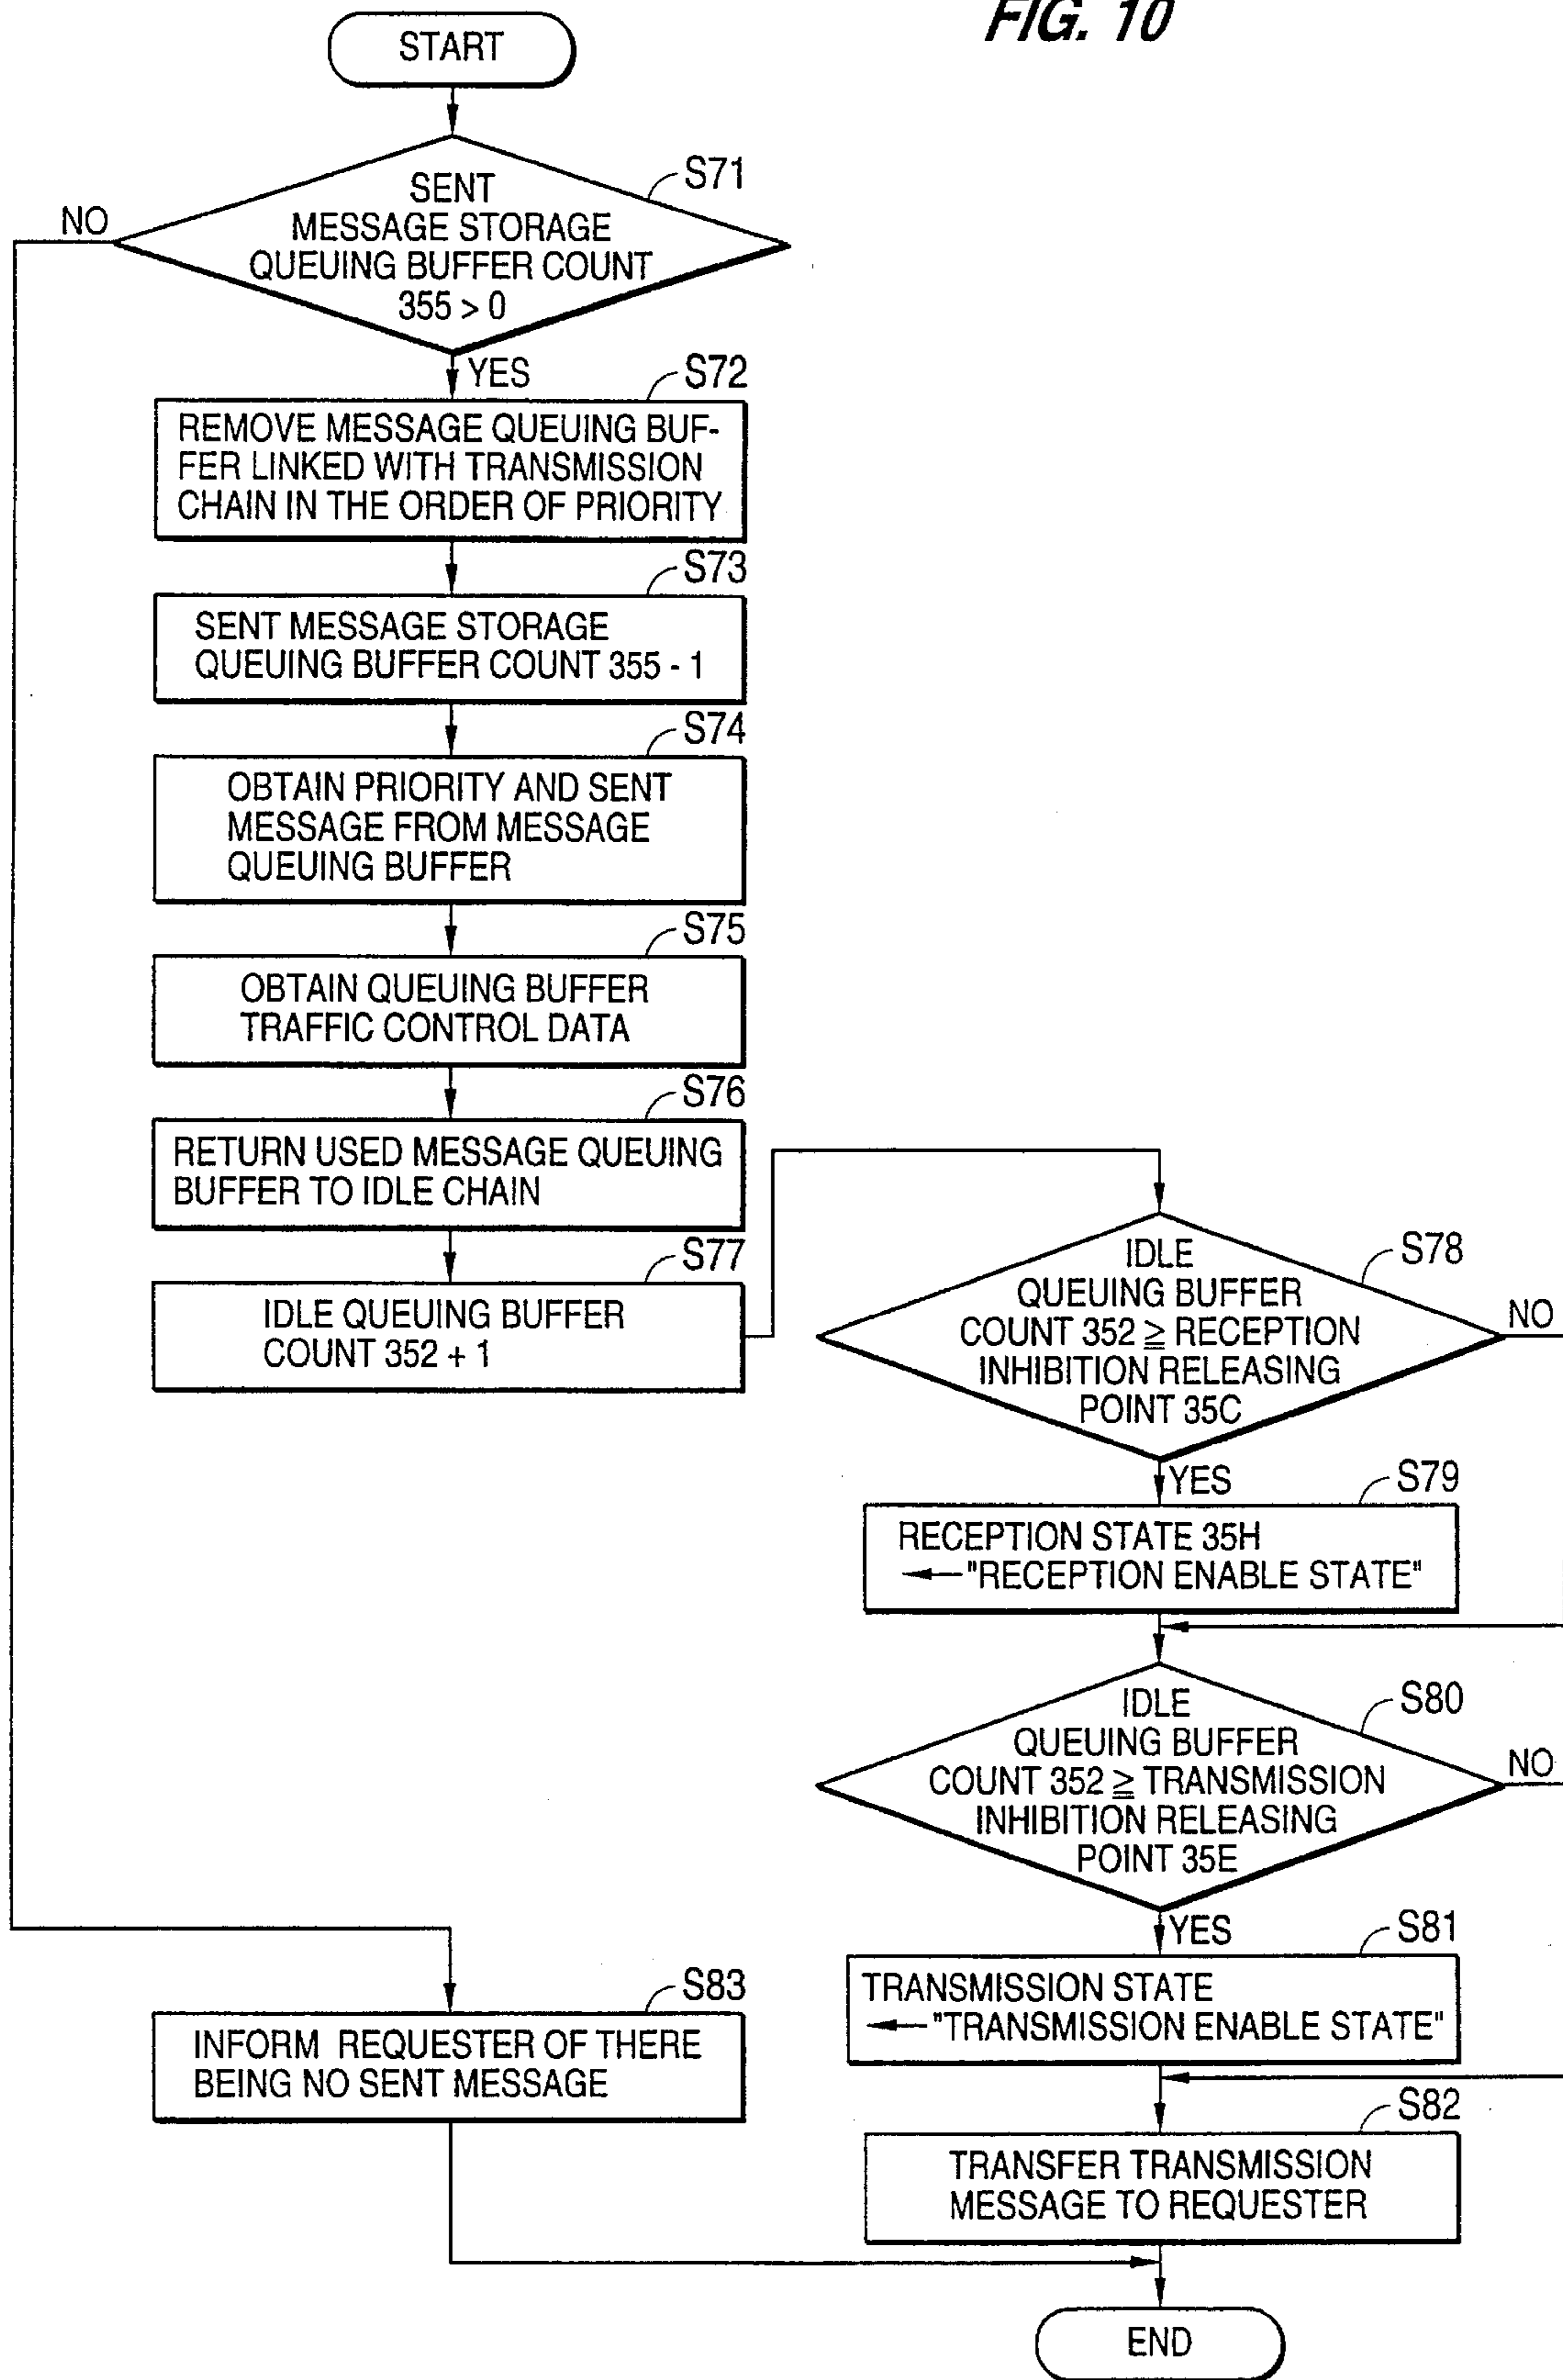 FIG. 10
START
S71
NO
SENT
MESSAGE STORAGE
QUEUING BUFFER COUNT
355 > 0
YES
S72
REMOVE MESSAGE QUEUING BUF-
FER LINKED WITH TRANSMISSION
CHAIN IN THE ORDER OF PRIORITY
S73
SENT MESSAGE STORAGE
QUEUING BUFFER COUNT 355 - 1
S74
OBTAIN PRIORITY AND SENT
MESSAGE FROM MESSAGE
QUEUING BUFFER
S75
OBTAIN QUEUING BUFFER
TRAFFIC CONTROL DATA
S76
RETURN USED MESSAGE QUEUING
BUFFER TO IDLE CHAIN
S77
IDLE QUEUING BUFFER
COUNT 352 + 1
S78
IDLE
QUEUING BUFFER
COUNT 352 ≧ RECEPTION
INHIBITION RELEASING
POINT 35C
NO
YES
S79
RECEPTION STATE 35H
←"RECEPTION ENABLE STATE"
S80
IDLE
QUEUING BUFFER
COUNT 352 ≧ TRANSMISSION
INHIBITION RELEASING
POINT 35E
NO
YES
S81
TRANSMISSION STATE
←"TRANSMISSION ENABLE STATE"
S83
INFORM REQUESTER OF THERE
BEING NO SENT MESSAGE
S82
TRANSFER TRANSMISSION
MESSAGE TO REQUESTER
END